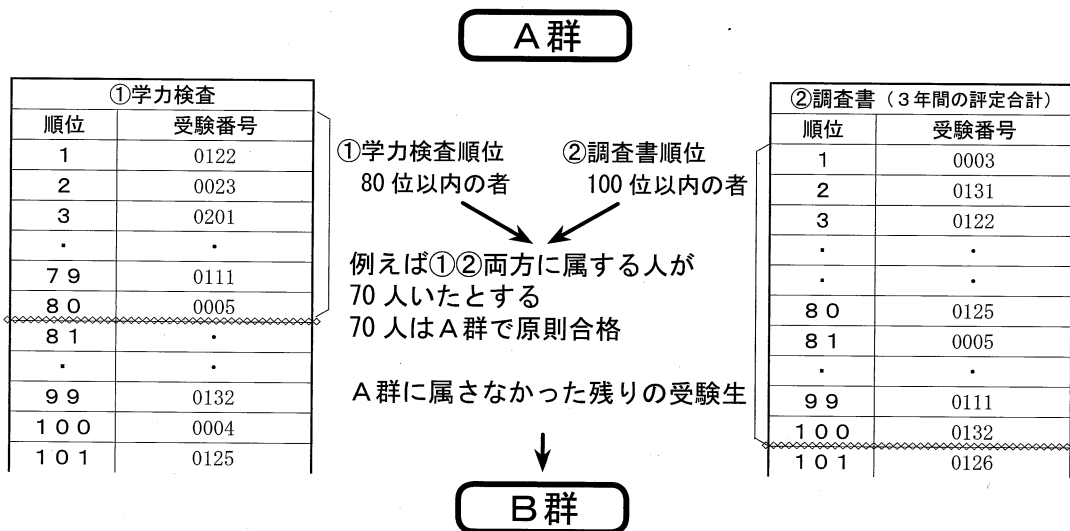 A群
①学力検査
順位 受験番号
1 0122
2 0023
3 0201
・ ・
79 0111
80 0005
81 ・
・ ・
99 0132
100 0004
101 0125
①学力検査順位
80位以内の者
②調査書順位
100位以内の者
例えば①②両方に属する人が
70人いたとする
70人はA群で原則合格
A群に属さなかった残りの受験生
②調査書(3年間の評定合計)
順位 受験番号
1 0003
2 0131
3 0122
・ ・
・ ・
80 0125
81 0005
・ ・
99 0111
100 0132
101 0126
B群